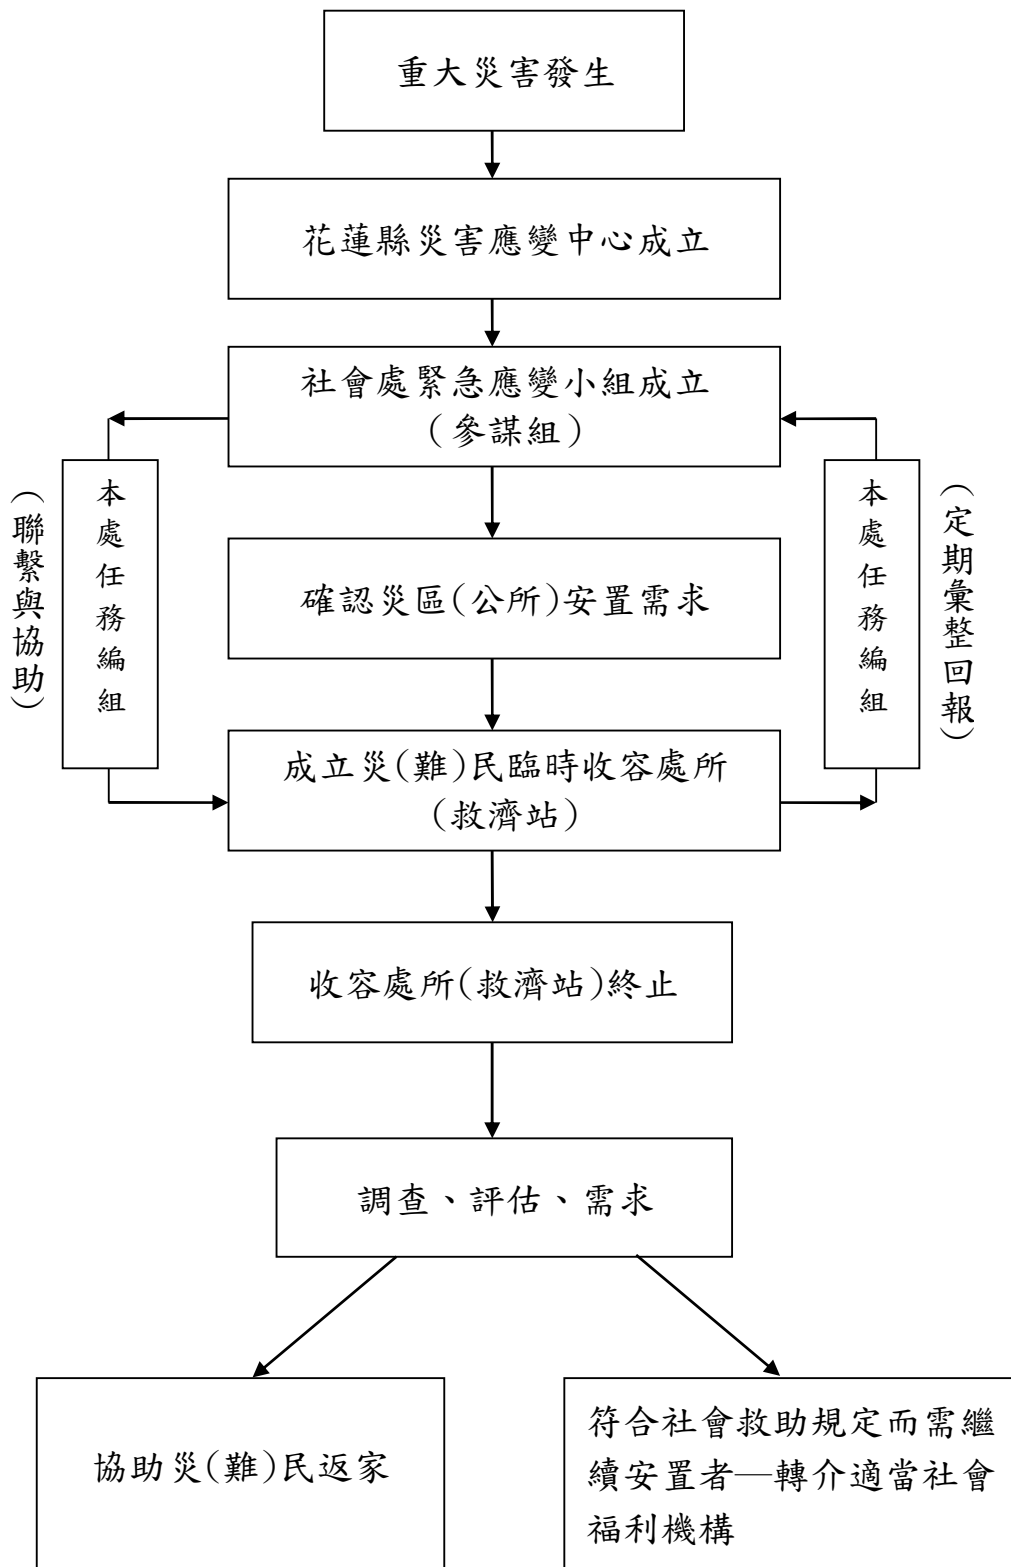 重大災害發生
花蓮縣災害應變中心成立
社會處緊急應變小組成立
(參謀組)
(聯繫與協助)
本處任務編組
確認災區(公所)安置需求
本處任務編組
(定期彙整回報)
成立災(難)民臨時收容處所
(救濟站)
收容處所(救濟站)終止
調查、評估、需求
協助災(難)民返家
符合社會救助規定而需繼
續安置者—轉介適當社會
福利機構